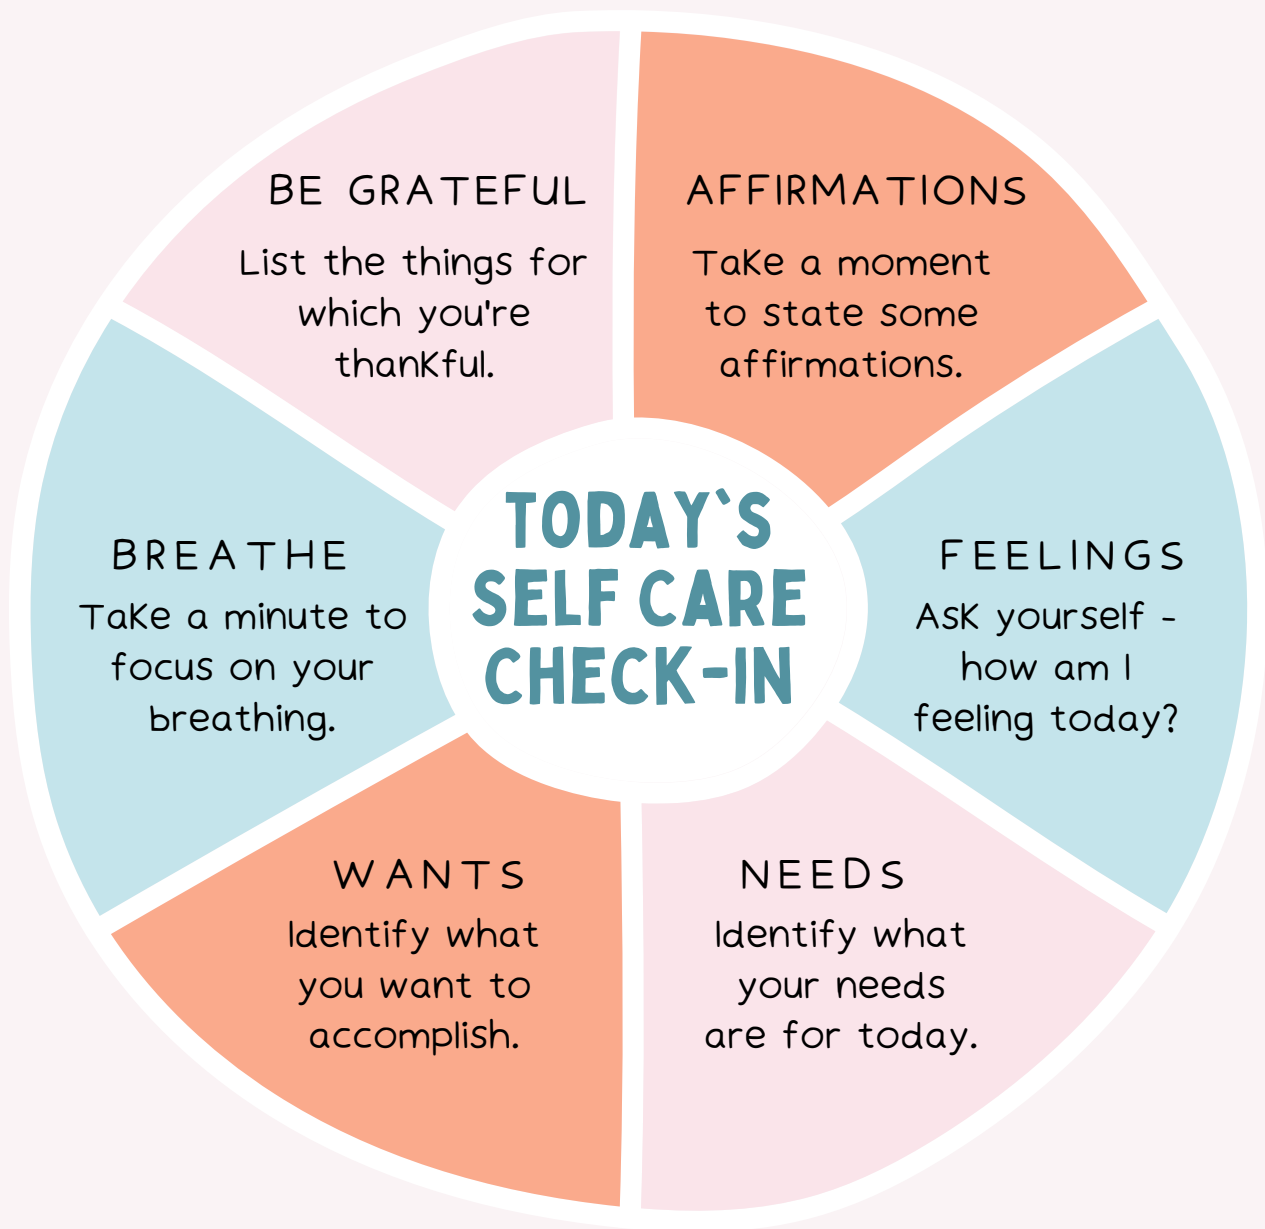 BE GRATEFUL
List the things for
which you're
thankful.
AFFIRMATIONS
Take a moment
to state some
affirmations.
BREATHE
Take a minute to
focus on your
breathing.
TODAY`S
SELF CARE
CHECK-IN
FEELINGS
Ask yourself -
how am I
feeling today?
WANTS
Identify what
you want to
accomplish.
NEEDS
Identify what
your needs
are for today.